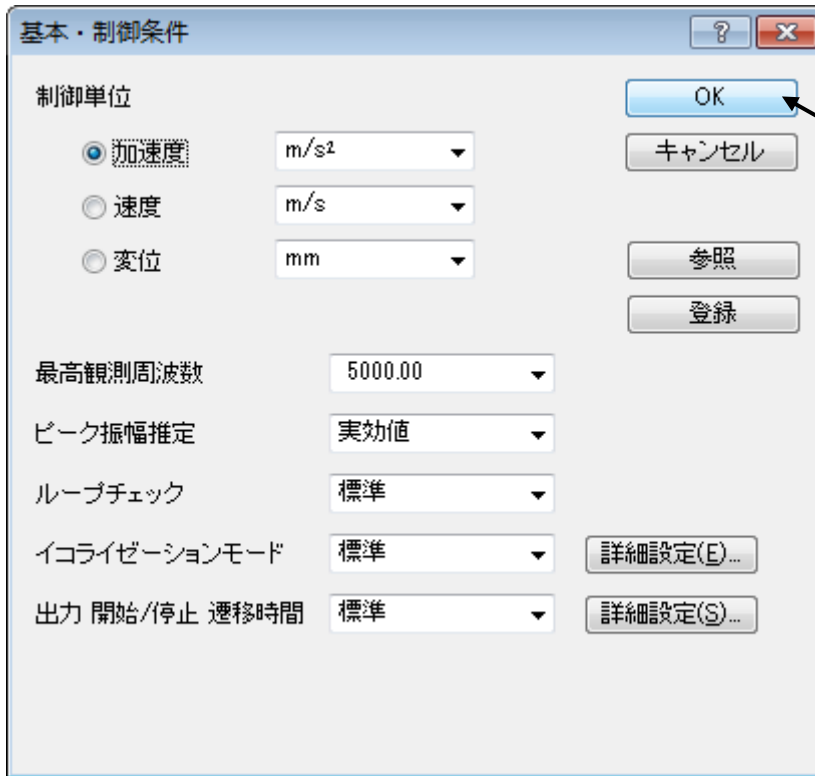 基本・制御条件
制御単位
OK
加速度 m/s²
キャンセル
速度 m/s
変位 mm
参照
登録
最高観測周波数 5000.00
ピーク振幅推定 実効値
ループチェック 標準
イコライゼーションモード 標準 詳細設定(E)...
出力 開始/停止 遷移時間 標準 詳細設定(S)...